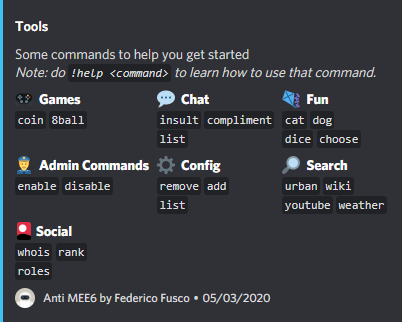 Tools
Some commands to help you get started
Note: do !help <command> to learn how to use that command.
Games
coin 8ball
Chat
insult compliment
list
Fun
cat dog
dice choose
Admin Commands
enable disable
Config
remove add
list
Search
urban wiki
youtube weather
Social
whois rank
roles
Anti MEE6 by Federico Fusco • 05/03/2020